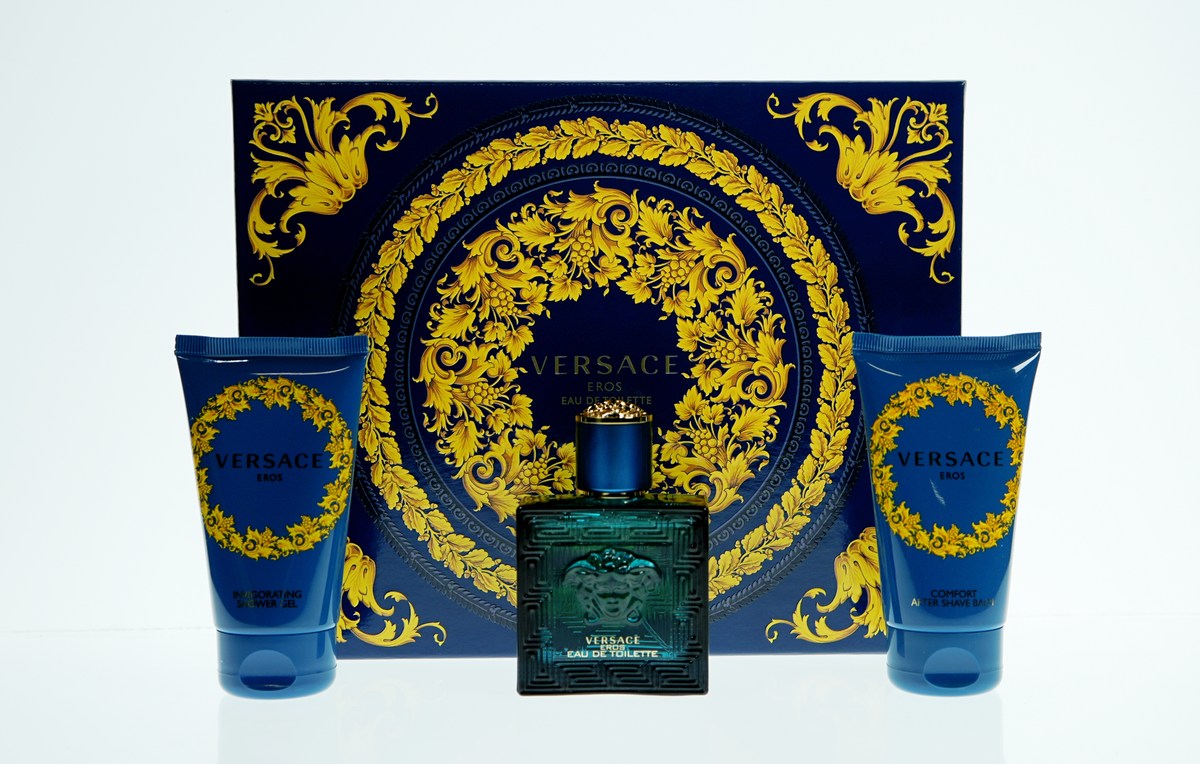 VERSACE
EROS
EAU DE TOILETTE
VERSACE
EROS
INVIGORATING
SHOWER GEL
VERSACE
EROS
EAU DE TOILETTE
VERSACE
EROS
COMFORT
AFTER SHAVE BALM